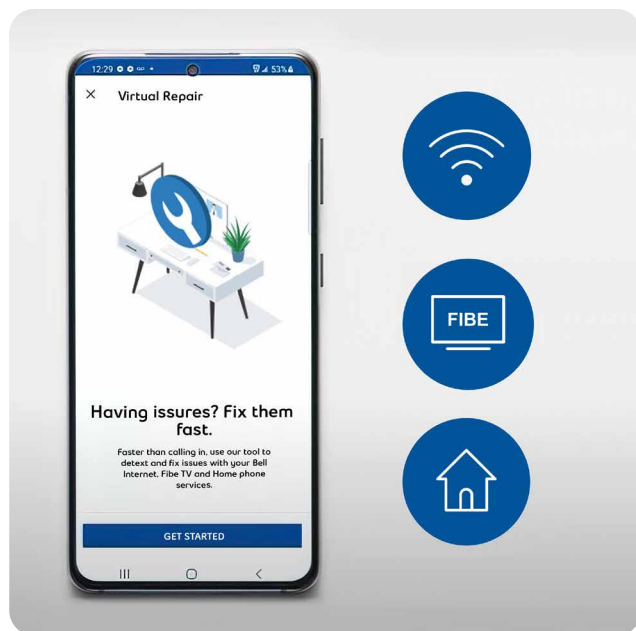 12:29
53%
Virtual Repair
FIBE
Having issures? Fix them
fast.
Faster than calling in, use our tool to
detext and fix issues with your Bell
Internet, Fibe TV and Home phone
services.
GET STARTED